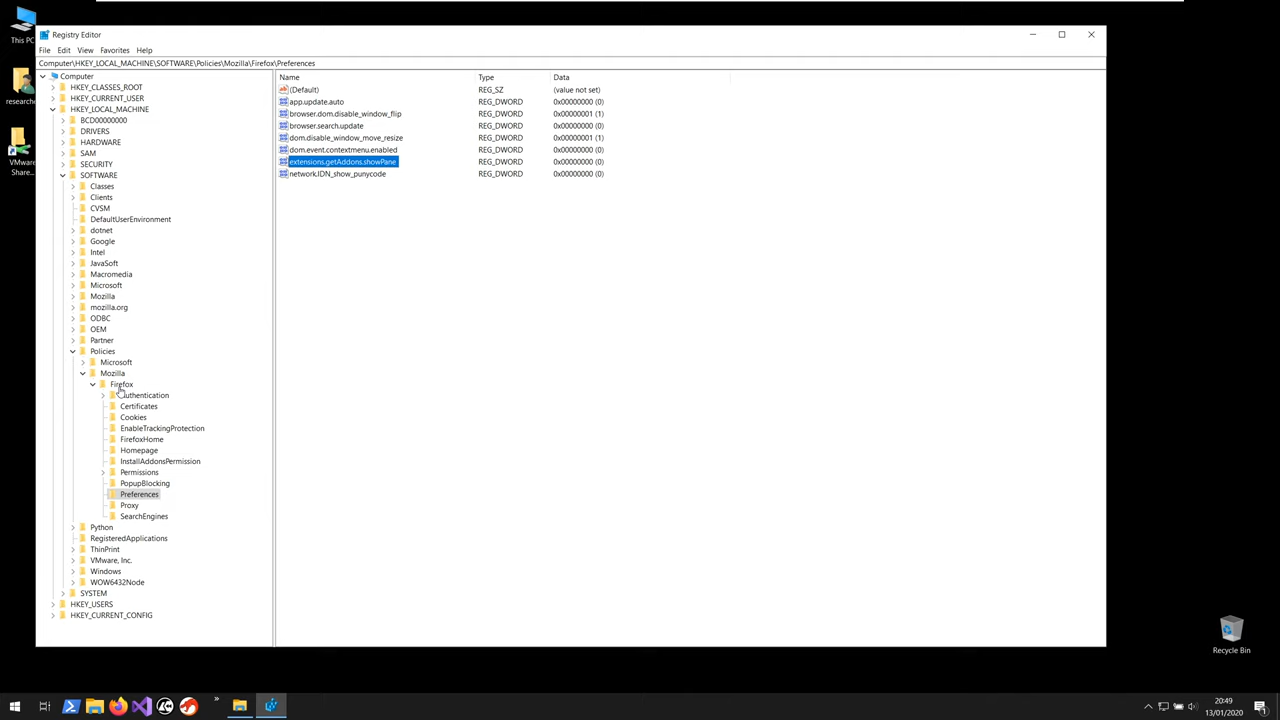 This PC
researche
VMware
Share...
Registry Editor
File Edit View Favorites Help
Computer\HKEY_LOCAL_MACHINE\SOFTWARE\Policies\Mozilla\Firefox\Preferences
Computer
HKEY_CLASSES_ROOT
HKEY_CURRENT_USER
HKEY_LOCAL_MACHINE
BCD00000000
DRIVERS
HARDWARE
SAM
SECURITY
SOFTWARE
Classes
Clients
CVSM
DefaultUserEnvironment
dotnet
Google
Intel
JavaSoft
Macromedia
Microsoft
Mozilla
mozilla.org
ODBC
OEM
Partner
Policies
Microsoft
Mozilla
Firefox
Authentication
Certificates
Cookies
EnableTrackingProtection
FirefoxHome
Homepage
InstallAddonsPermission
Permissions
PopupBlocking
Preferences
Proxy
SearchEngines
Python
RegisteredApplications
ThinPrint
VMware, Inc.
Windows
WOW6432Node
SYSTEM
HKEY_USERS
HKEY_CURRENT_CONFIG
Name Type Data
(Default) REG_SZ (value not set)
app.update.auto REG_DWORD 0x00000000 (0)
browser.dom.disable_window_flip REG_DWORD 0x00000001 (1)
browser.search.update REG_DWORD 0x00000000 (0)
dom.disable_window_move_resize REG_DWORD 0x00000001 (1)
dom.event.contextmenu.enabled REG_DWORD 0x00000000 (0)
extensions.getAddons.showPane REG_DWORD 0x00000000 (0)
network.IDN_show_punycode REG_DWORD 0x00000000 (0)
Recycle Bin
20:49
13/01/2020